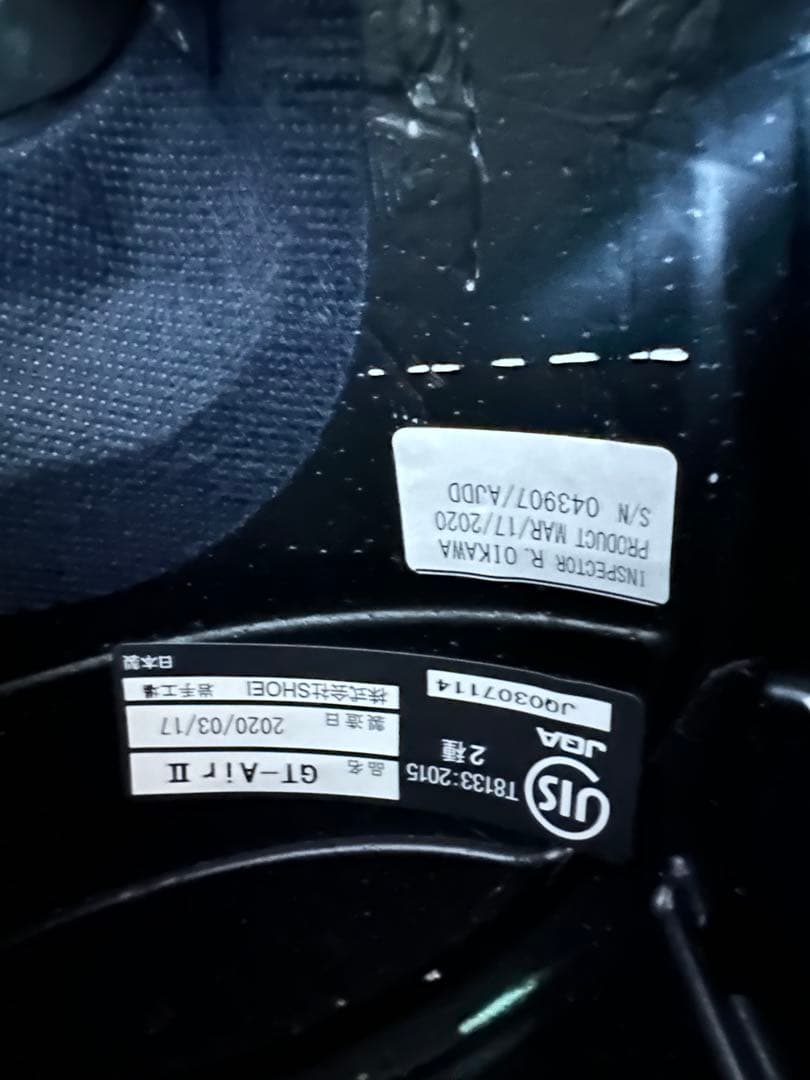 JIS
T8133:2015
2種
JQA
JQ0307114
品名 GT-Air II
製造日 2020/03/17
株式会社SHOEI 岩手工場
日本製
INSPECTOR R. OIKAWA
PRODUCT MAR/17/2020
S/N 043907/AJDD